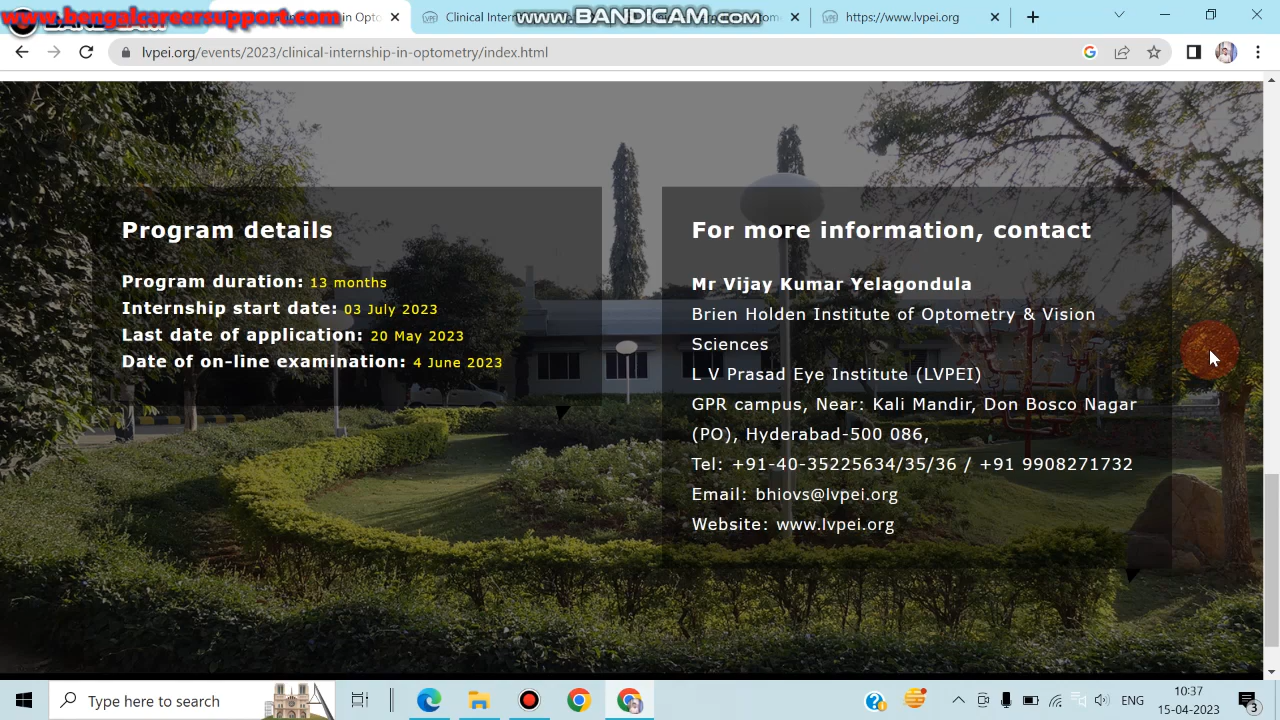 www.bengalcareersupport.com
www.BANDICAM.com
in Opto
Clinical
https://www.lvpei.org
lvpei.org/events/2023/clinical-internship-in-optometry/index.html
Program details
Program duration: 13 months
Internship start date: 03 July 2023
Last date of application: 20 May 2023
Date of on-line examination: 4 June 2023
For more information, contact
Mr Vijay Kumar Yelagondula
Brien Holden Institute of Optometry & Vision
Sciences
L V Prasad Eye Institute (LVPEI)
GPR campus, Near: Kali Mandir, Don Bosco Nagar
(PO), Hyderabad-500 086,
Tel: +91-40-35225634/35/36 / +91 9908271732
Email: bhiovs@lvpei.org
Website: www.lvpei.org
Type here to search
ENG
10:37
15-04-2023
3